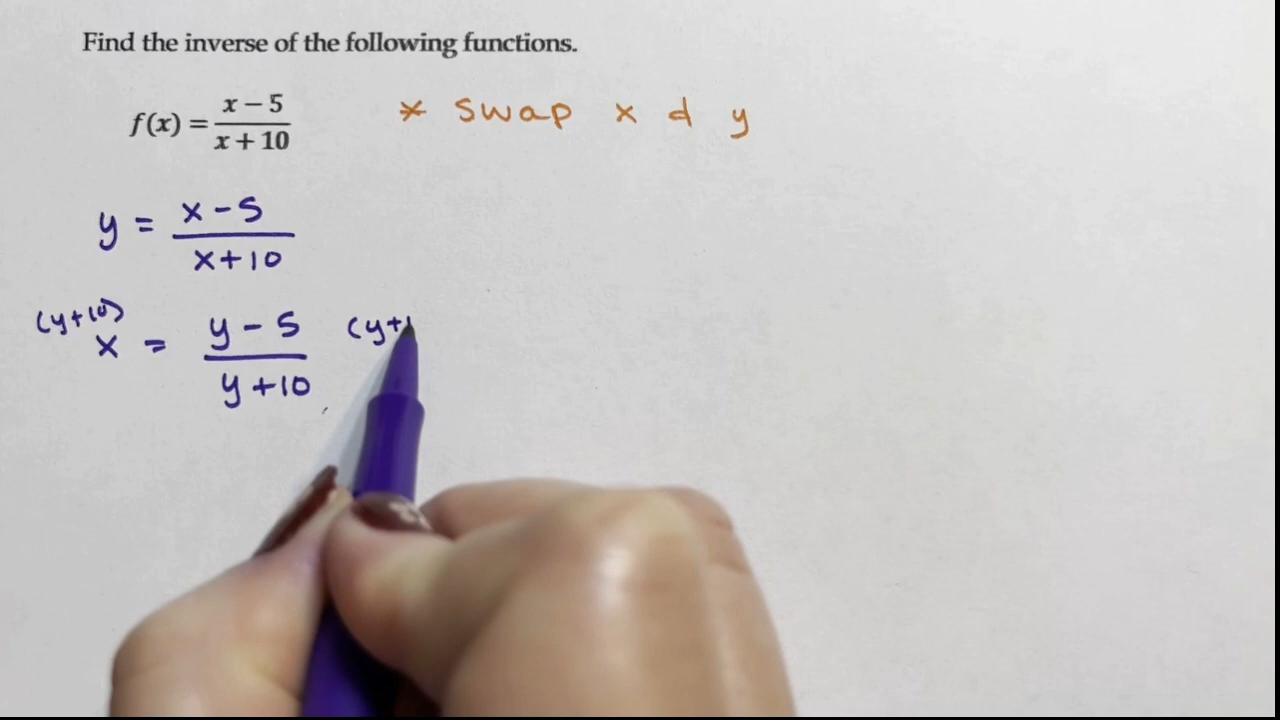 Find the inverse of the following functions.
f(x) = x − 5 / x + 10
* swap x d y
y = x - 5 / x + 10
(y+10) x = y - 5 / y + 10 (y+